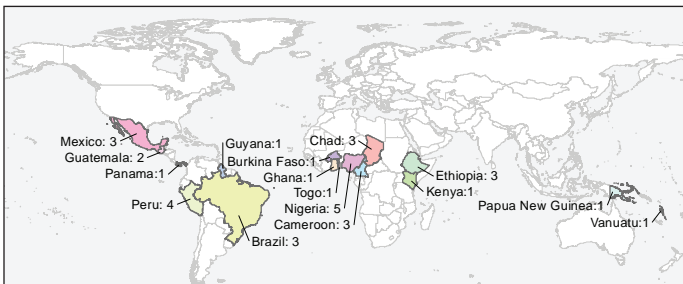 Mexico: 3
Guatemala: 2
Panama:1
Peru: 4
Guyana:1
Brazil: 3
Burkina Faso:1
Ghana:1
Togo:1
Nigeria: 5
Cameroon: 3
Chad: 3
Ethiopia: 3
Kenya:1
Papua New Guinea:1
Vanuatu:1